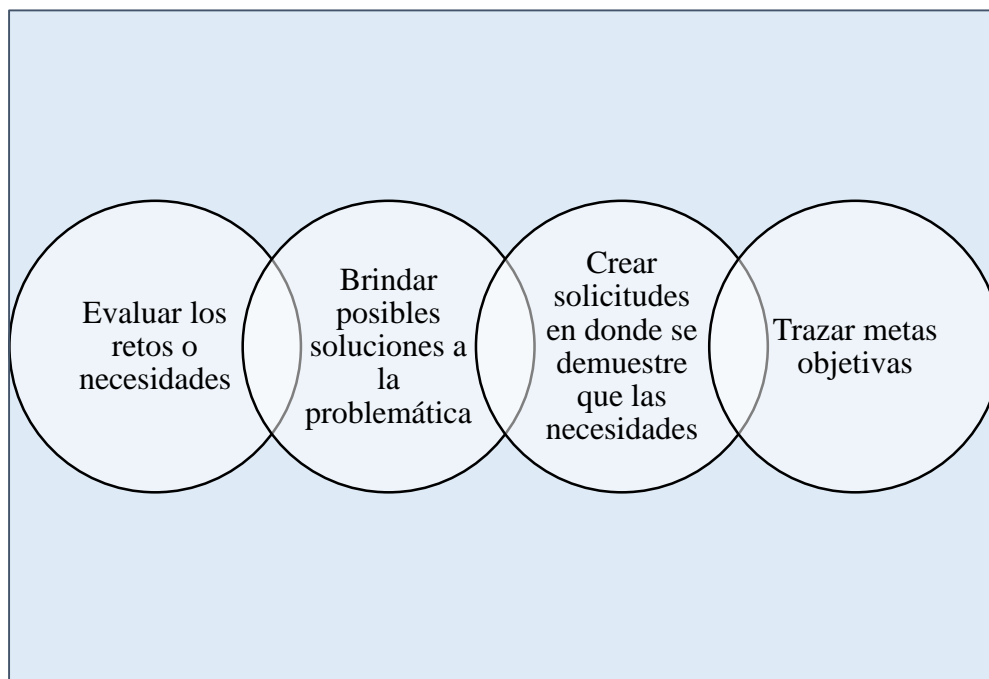 Evaluar los
retos o
necesidades
Brindar
posibles
soluciones a
la
problemática
Crear
solicitudes
en donde se
demuestre
que las
necesidades
Trazar metas
objetivas